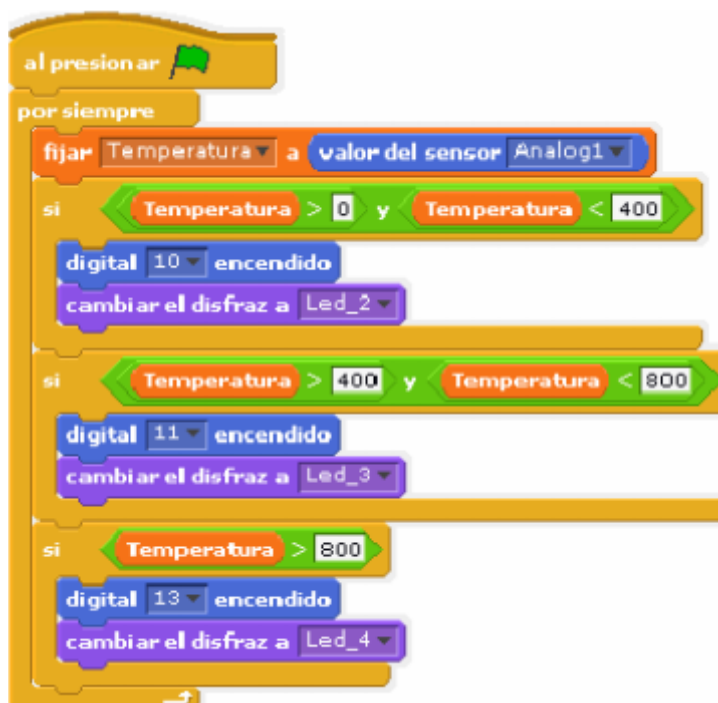 al presionar
por siempre
fijar Temperatura a valor del sensor Analog1
si Temperatura > 0 y Temperatura < 400
digital 10 encendido
cambiar el disfraz a Led_2
si Temperatura > 400 y Temperatura < 800
digital 11 encendido
cambiar el disfraz a Led_3
si Temperatura > 800
digital 13 encendido
cambiar el disfraz a Led_4